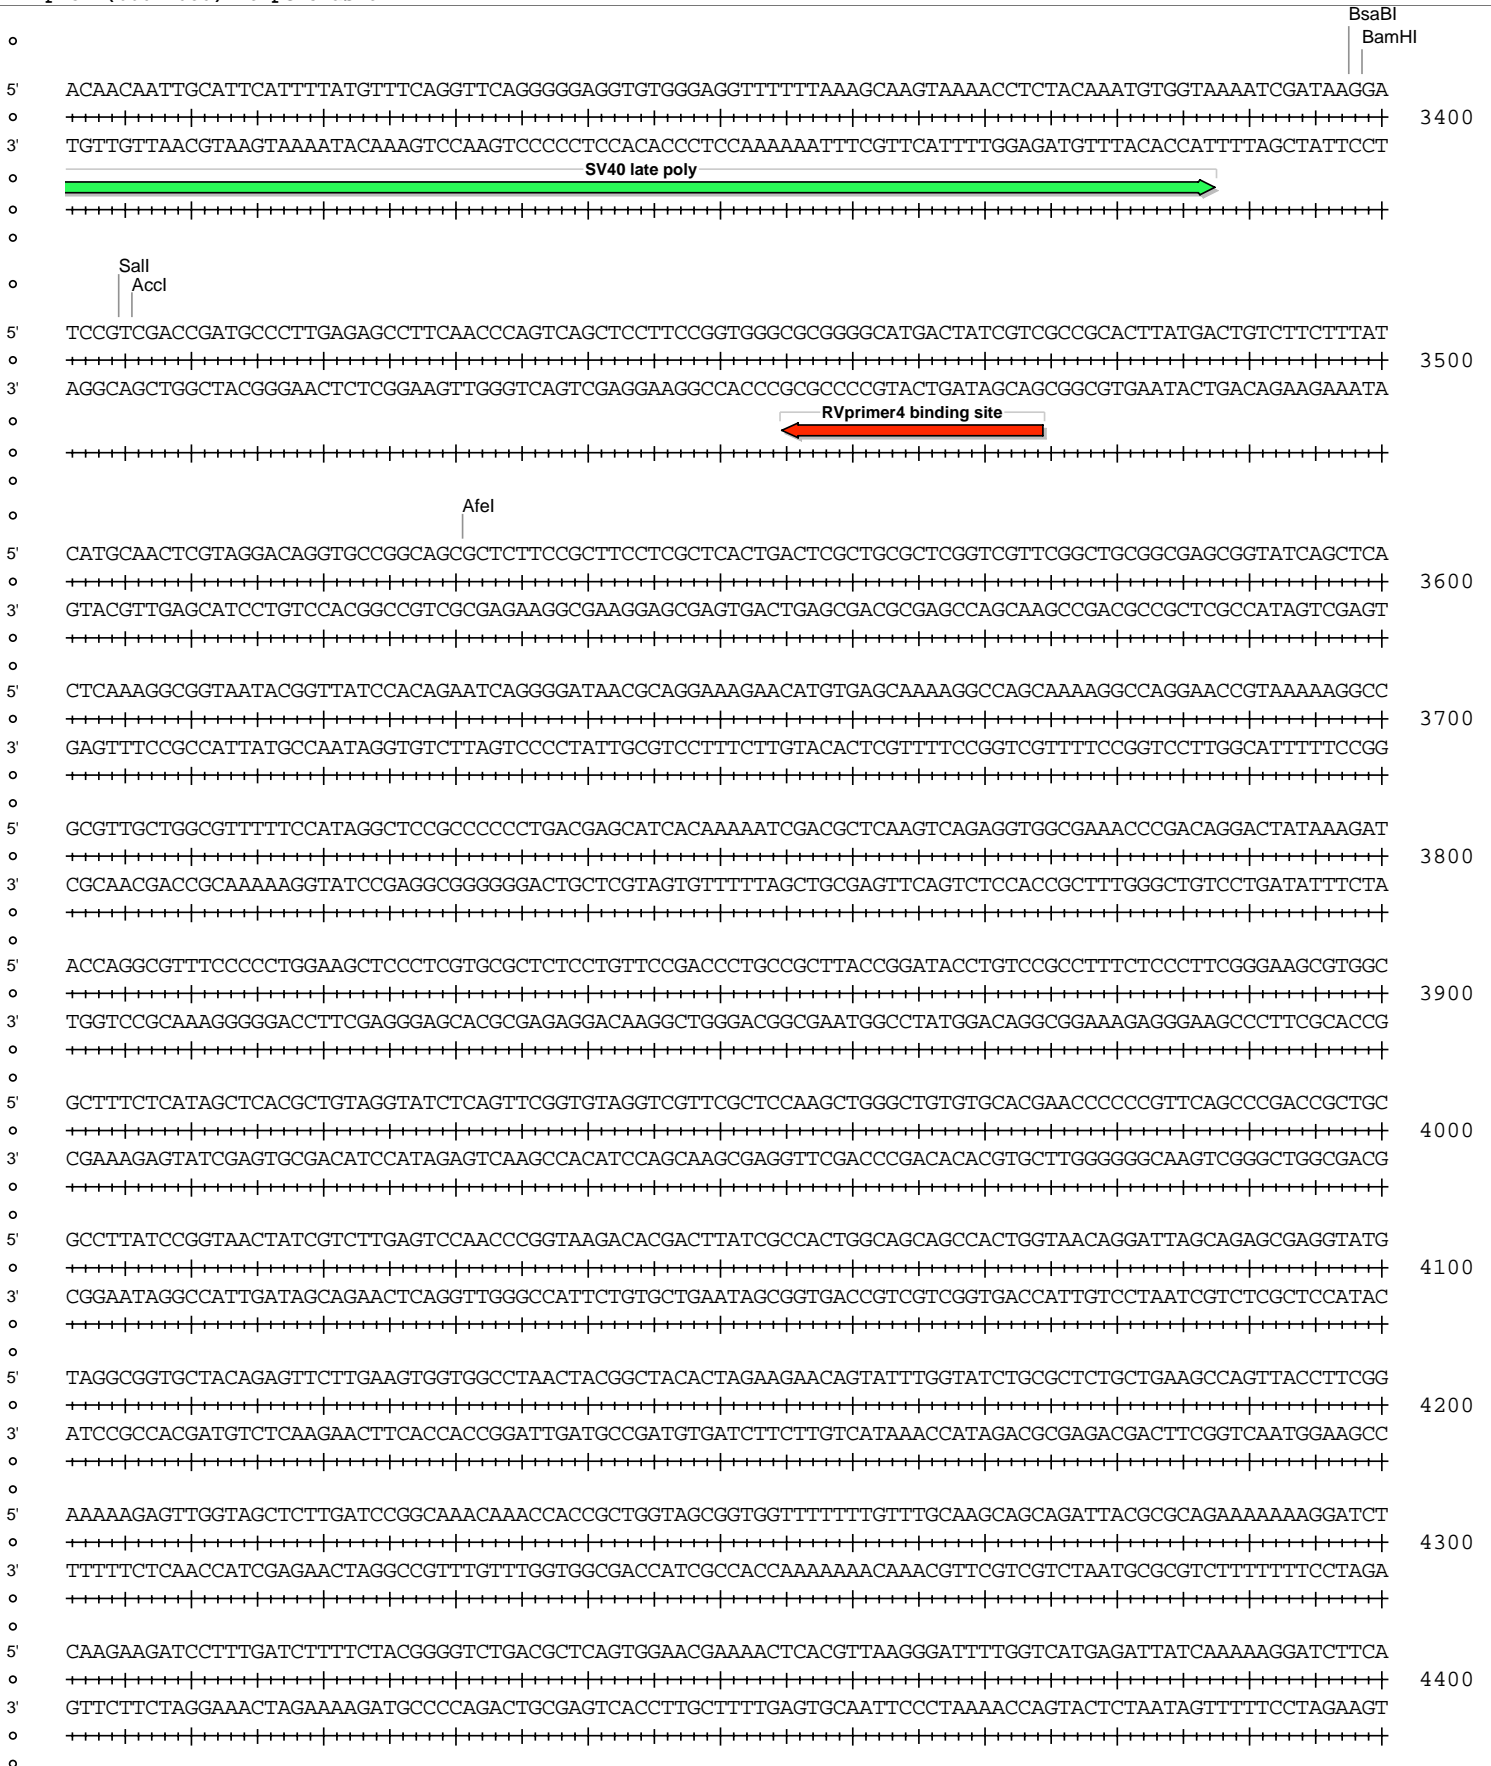 BsaBI
BamHI
5' ACAACAATTGCATTCATTTTATGTTTCAGGTTCAGGGGGAGGTGTGGGAGGTTTTTTAAAGCAAGTAAAACCTCTACAAATGTGGTAAAATCGATAAGGA
3400
3' TGTTGTTAACGTAAGTAAAATACAAAGTCCAAGTCCCCCTCCACACCCTCCAAAAAATTTCGTTCATTTTGGAGATGTTTACACCATTTTAGCTATTCCT
SV40 late poly
SalI
AccI
5' TCCGTCGACCGATGCCCTTGAGAGCCTTCAACCCAGTCAGCTCCTTCCGGTGGGCGCGGGGCATGACTATCGTCGCCGCACTTATGACTGTCTTCTTTAT
3500
3' AGGCAGCTGGCTACGGGAACTCTCGGAAGTTGGGTCAGTCGAGGAAGGCCACCCGCGCCCCGTACTGATAGCAGCGGCGTGAATACTGACAGAAGAAATA
RVprimer4 binding site
AfeI
5' CATGCAACTCGTAGGACAGGTGCCGGCAGCGCTCTTCCGCTTCCTCGCTCACTGACTCGCTGCGCTCGGTCGTTCGGCTGCGGCGAGCGGTATCAGCTCA
3600
3' GTACGTTGAGCATCCTGTCCACGGCCGTCGCGAGAAGGCGAAGGAGCGAGTGACTGAGCGACGCGAGCCAGCAAGCCGACGCCGCTCGCCATAGTCGAGT
5' CTCAAAGGCGGTAATACGGTTATCCACAGAATCAGGGGATAACGCAGGAAAGAACATGTGAGCAAAAGGCCAGCAAAAGGCCAGGAACCGTAAAAAGGCC
3700
3' GAGTTTCCGCCATTATGCCAATAGGTGTCTTAGTCCCCTATTGCGTCCTTTCTTGTACACTCGTTTTCCGGTCGTTTTCCGGTCCTTGGCATTTTTCCGG
5' GCGTTGCTGGCGTTTTTCCATAGGCTCCGCCCCCCTGACGAGCATCACAAAAATCGACGCTCAAGTCAGAGGTGGCGAAACCCGACAGGACTATAAAGAT
3800
3' CGCAACGACCGCAAAAAGGTATCCGAGGCGGGGGGACTGCTCGTAGTGTTTTTAGCTGCGAGTTCAGTCTCCACCGCTTTGGGCTGTCCTGATATTTCTA
5' ACCAGGCGTTTCCCCCTGGAAGCTCCCTCGTGCGCTCTCCTGTTCCGACCCTGCCGCTTACCGGATACCTGTCCGCCTTTCTCCCTTCGGGAAGCGTGGC
3900
3' TGGTCCGCAAAGGGGGACCTTCGAGGGAGCACGCGAGAGGACAAGGCTGGGACGGCGAATGGCCTATGGACAGGCGGAAAGAGGGAAGCCCTTCGCACCG
5' GCTTTCTCATAGCTCACGCTGTAGGTATCTCAGTTCGGTGTAGGTCGTTCGCTCCAAGCTGGGCTGTGTGCACGAACCCCCCGTTCAGCCCGACCGCTGC
4000
3' CGAAAGAGTATCGAGTGCGACATCCATAGAGTCAAGCCACATCCAGCAAGCGAGGTTCGACCCGACACACGTGCTTGGGGGGCAAGTCGGGCTGGCGACG
5' GCCTTATCCGGTAACTATCGTCTTGAGTCCAACCCGGTAAGACACGACTTATCGCCACTGGCAGCAGCCACTGGTAACAGGATTAGCAGAGCGAGGTATG
4100
3' CGGAATAGGCCATTGATAGCAGAACTCAGGTTGGGCCATTCTGTGCTGAATAGCGGTGACCGTCGTCGGTGACCATTGTCCTAATCGTCTCGCTCCATAC
5' TAGGCGGTGCTACAGAGTTCTTGAAGTGGTGGCCTAACTACGGCTACACTAGAAGAACAGTATTTGGTATCTGCGCTCTGCTGAAGCCAGTTACCTTCGG
4200
3' ATCCGCCACGATGTCTCAAGAACTTCACCACCGGATTGATGCCGATGTGATCTTCTTGTCATAAACCATAGACGCGAGACGACTTCGGTCAATGGAAGCC
5' AAAAAGAGTTGGTAGCTCTTGATCCGGCAAACAAACCACCGCTGGTAGCGGTGGTTTTTTTGTTTGCAAGCAGCAGATTACGCGCAGAAAAAAAGGATCT
4300
3' TTTTTCTCAACCATCGAGAACTAGGCCGTTTGTTTGGTGGCGACCATCGCCACCAAAAAAACAAACGTTCGTCGTCTAATGCGCGTCTTTTTTTCCTAGA
5' CAAGAAGATCCTTTGATCTTTTCTACGGGGTCTGACGCTCAGTGGAACGAAAACTCACGTTAAGGGATTTTGGTCATGAGATTATCAAAAAGGATCTTCA
4400
3' GTTCTTCTAGGAAACTAGAAAAGATGCCCCAGACTGCGAGTCACCTTGCTTTTGAGTGCAATTCCCTAAAACCAGTACTCTAATAGTTTTTCCTAGAAGT